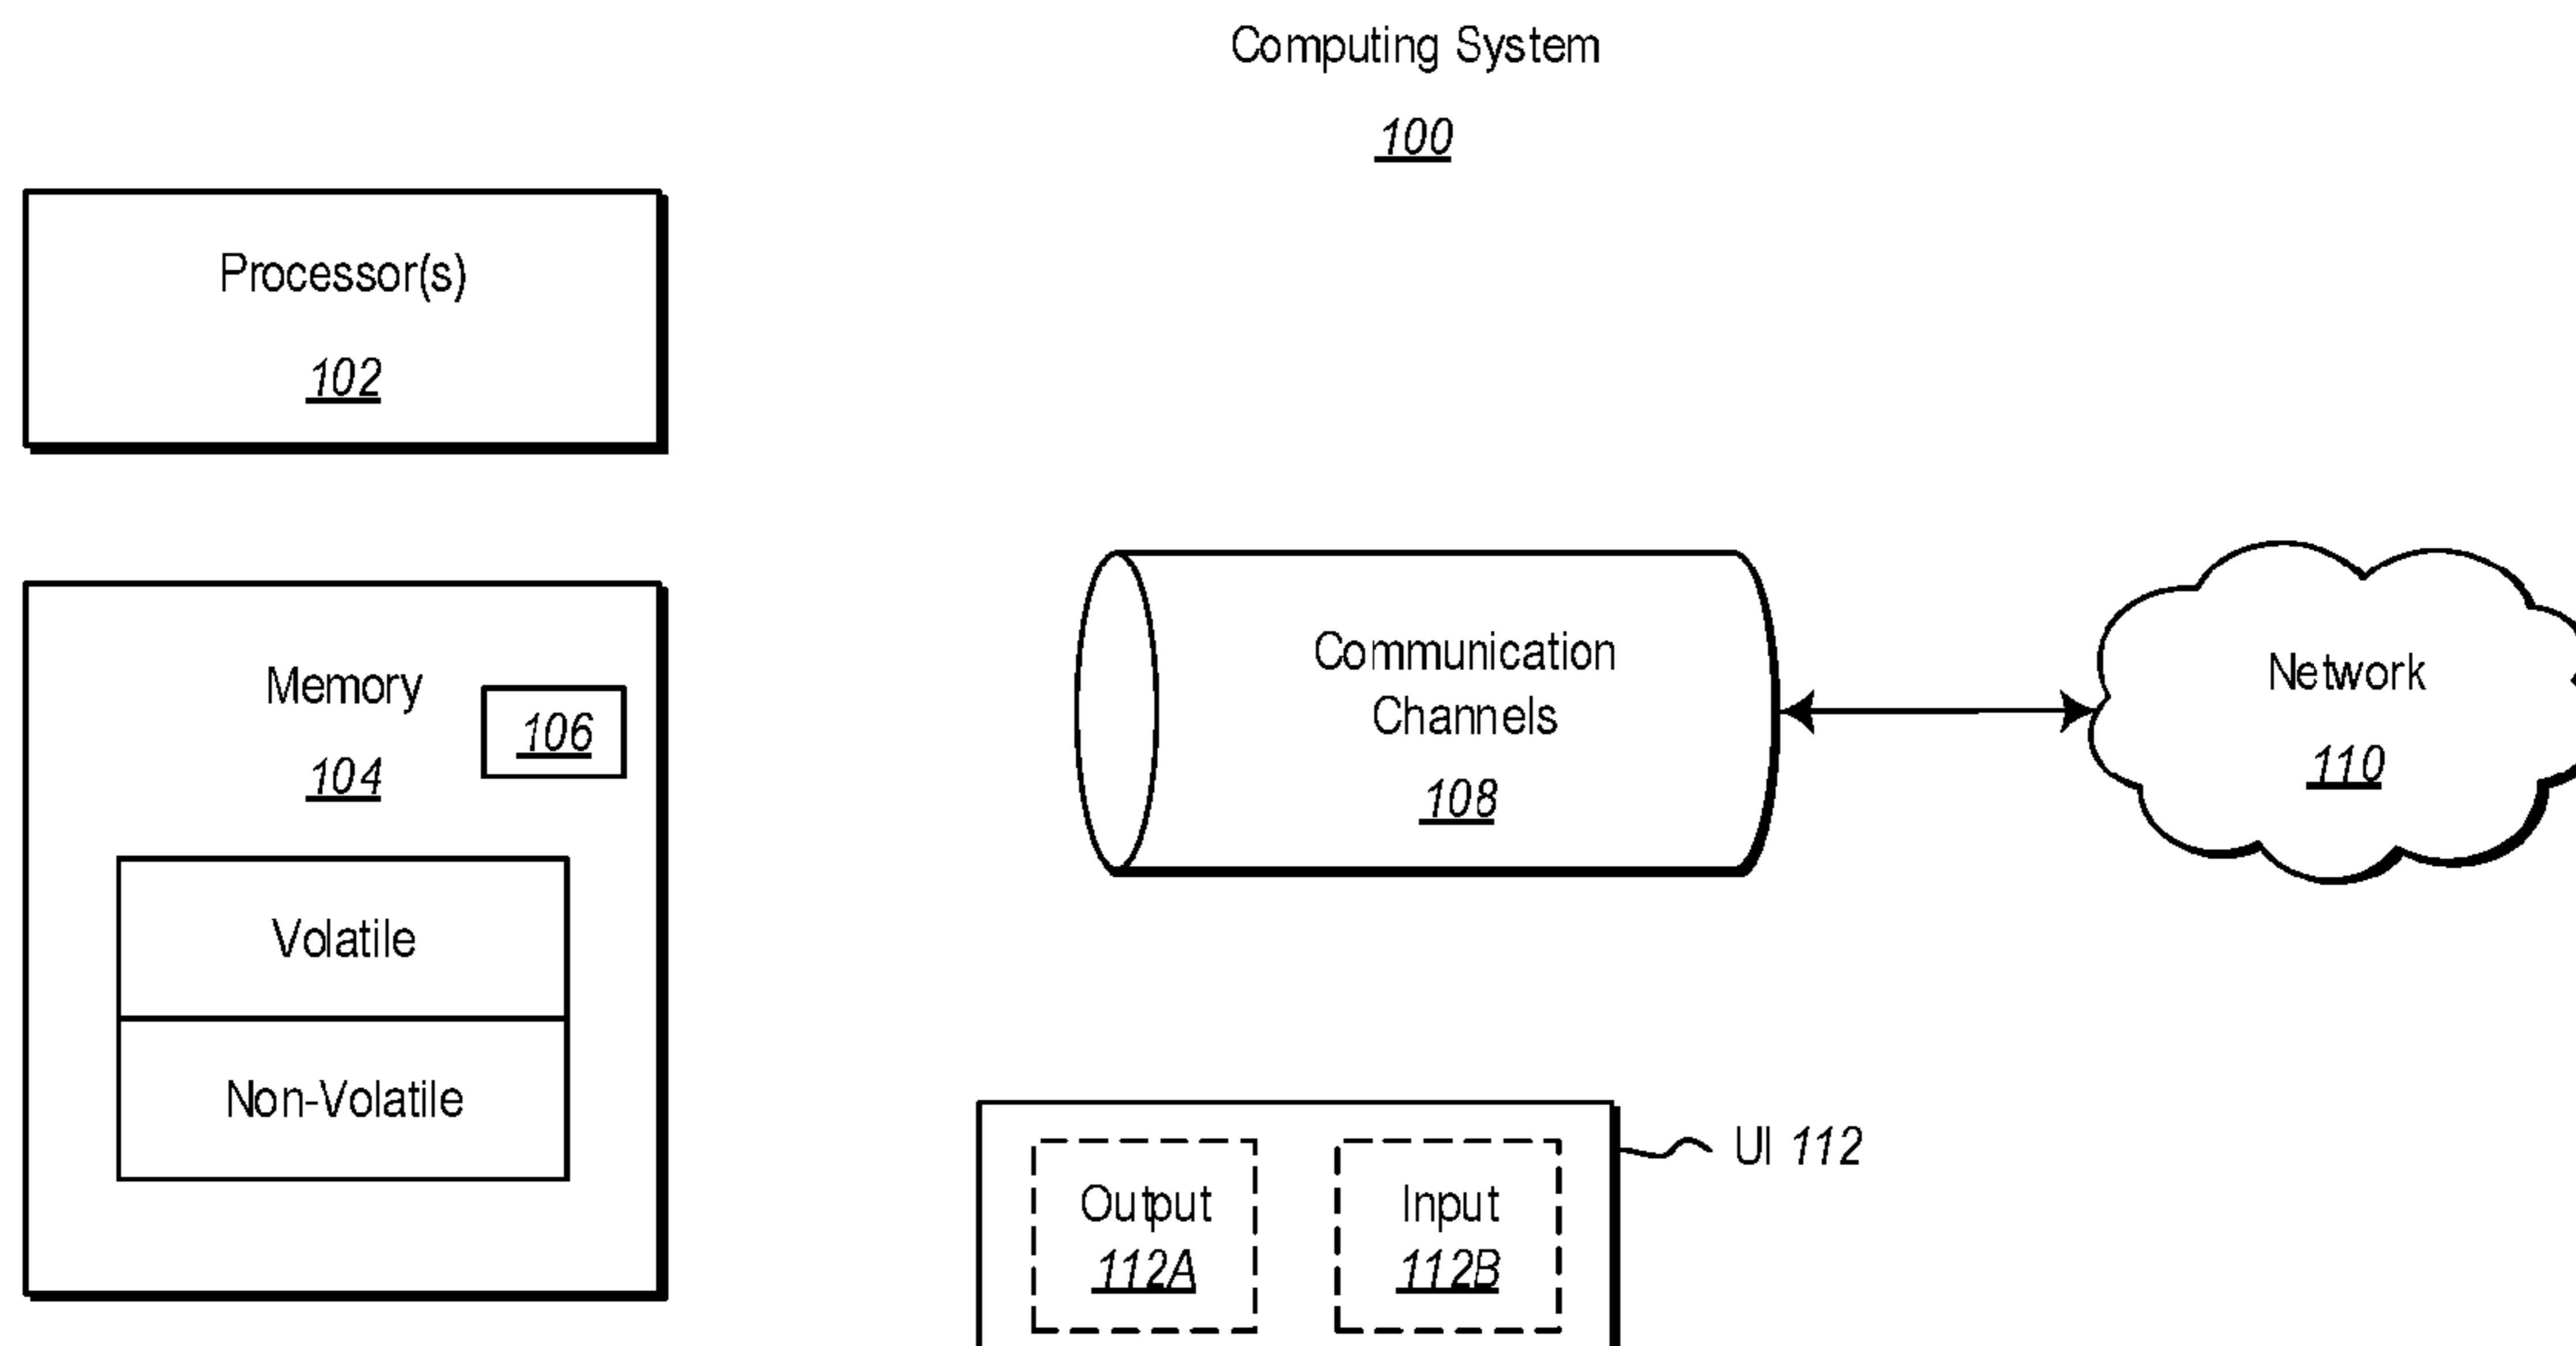 Computing System
100
Processor(s)
102
Memory
104
106
Volatile
Non-Volatile
Communication
Channels
108
Network
110
UI 112
Output
112A
Input
112B